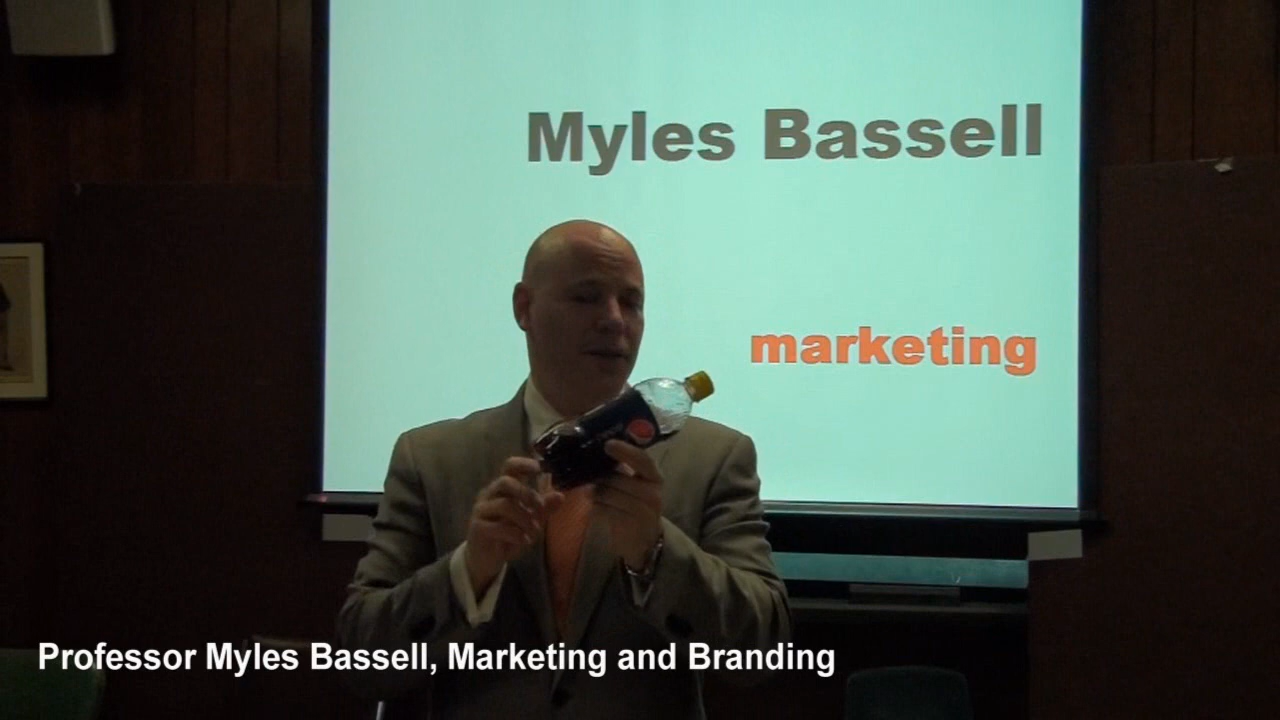 Myles Bassell
marketing
Professor Myles Bassell, Marketing and Branding